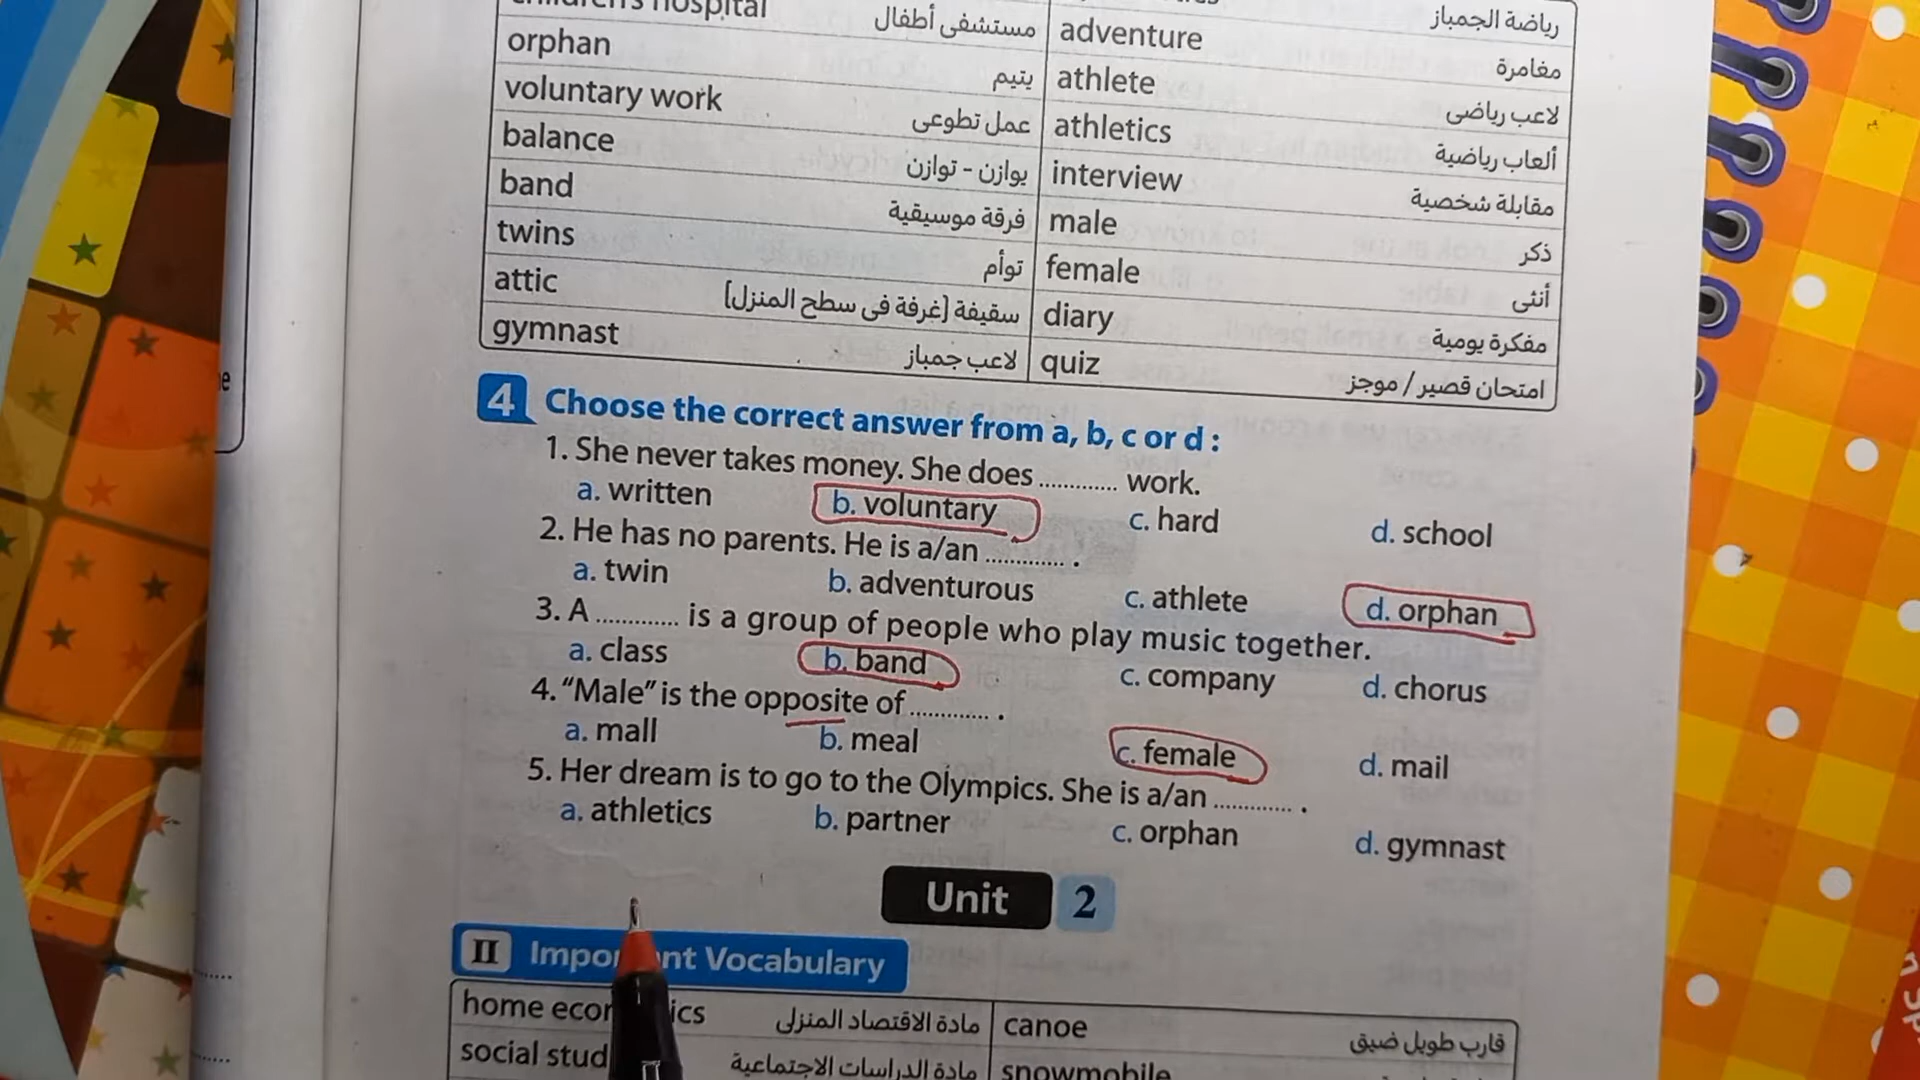 children's hospital مستشفى أطفال رياضة الجمباز
orphan يتيم adventure مغامرة
voluntary work عمل تطوعى athlete لاعب رياضى
balance يوازن - توازن athletics ألعاب رياضية
band فرقة موسيقية interview مقابلة شخصية
twins توأم male ذكر
attic سقيفة [غرفة فى سطح المنزل] female أنثى
gymnast لاعب جمباز diary مفكرة يومية
quiz امتحان قصير / موجز
4 Choose the correct answer from a, b, c or d :
1. She never takes money. She does ............. work.
a. written b. voluntary c. hard d. school
2. He has no parents. He is a/an ............. .
a. twin b. adventurous c. athlete d. orphan
3. A ............. is a group of people who play music together.
a. class b. band c. company d. chorus
4. “Male” is the opposite of ............. .
a. mall b. meal c. female d. mail
5. Her dream is to go to the Olympics. She is a/an ............. .
a. athletics b. partner c. orphan d. gymnast
Unit 2
II Vocabulary
home مادة الاقتصاد المنزلى canoe قارب طويل ضيق
social مادة الدراسات الاجتماعية snowmobile